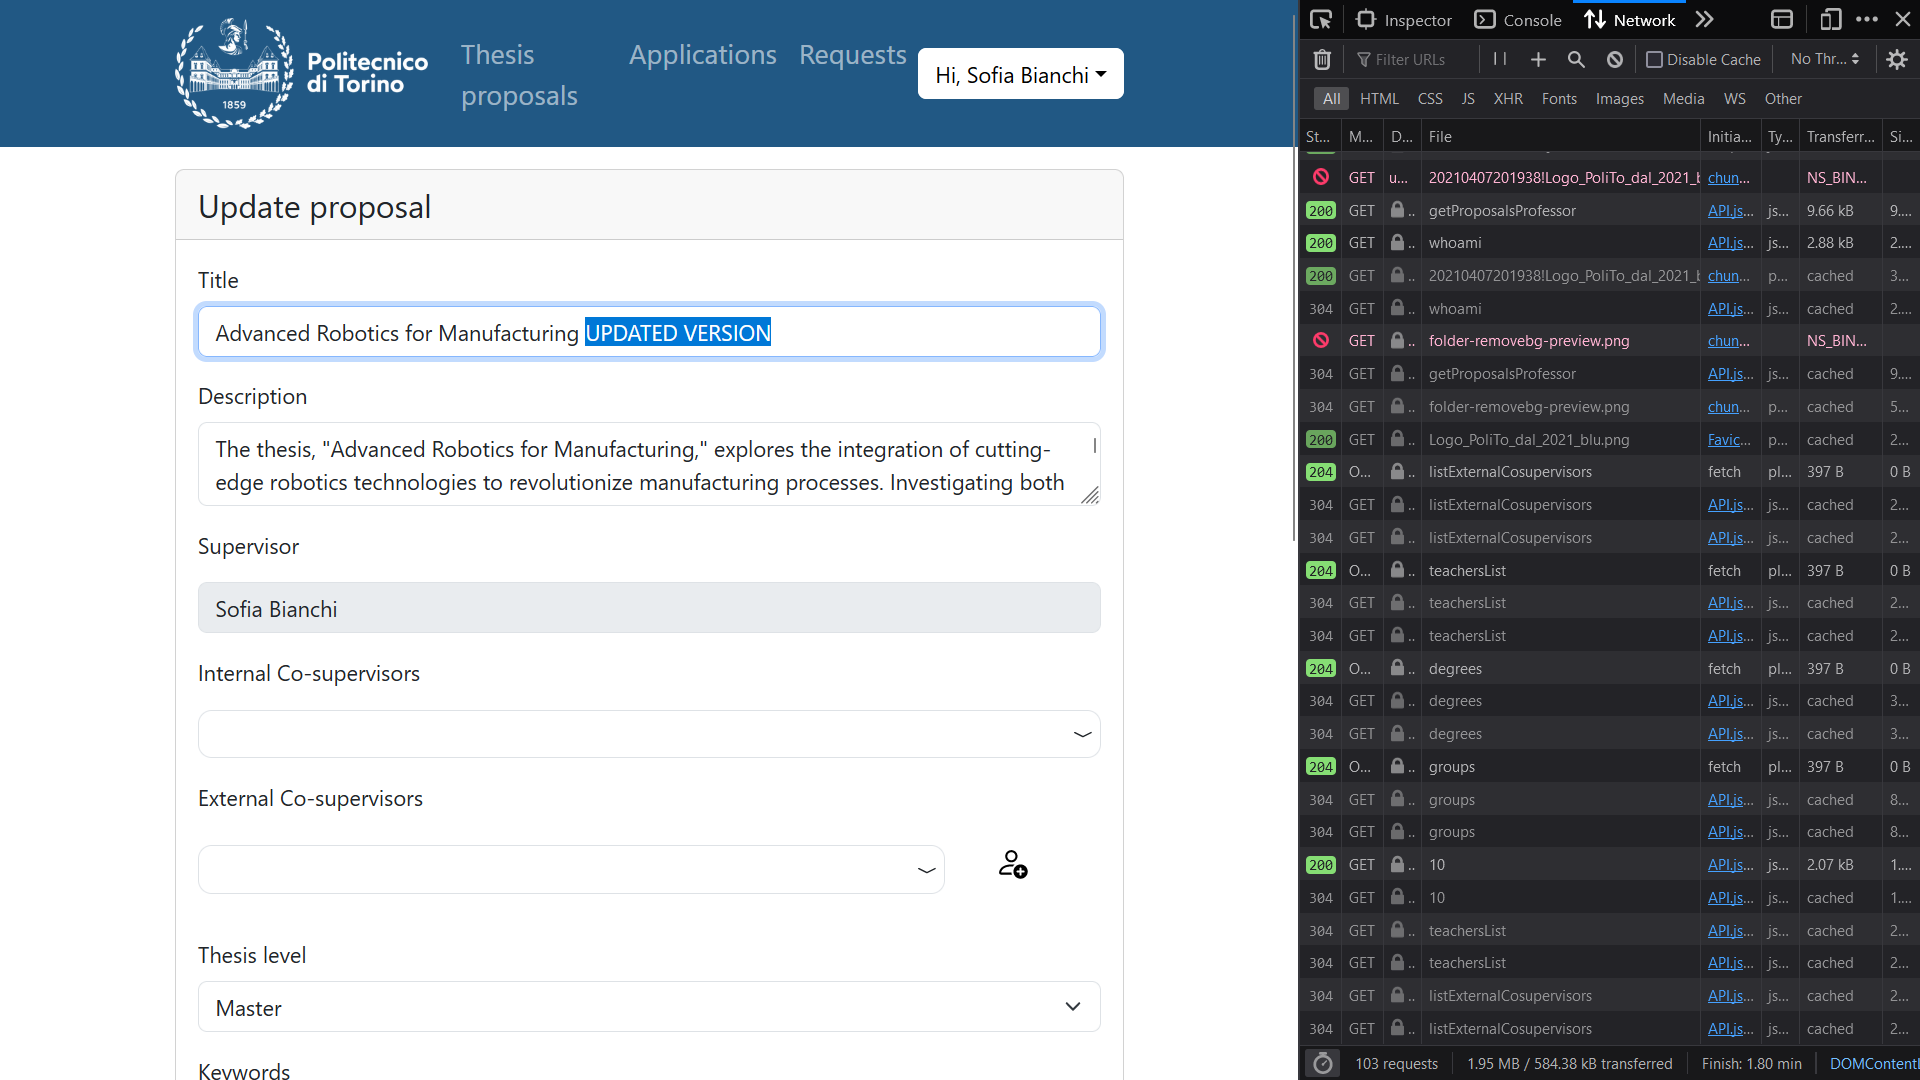 Politecnico
di Torino
1859
Thesis
proposals
Applications
Requests
Hi, Sofia Bianchi
Update proposal
Title
Advanced Robotics for Manufacturing UPDATED VERSION
Description
The thesis, "Advanced Robotics for Manufacturing," explores the integration of cutting-
edge robotics technologies to revolutionize manufacturing processes. Investigating both
Supervisor
Sofia Bianchi
Internal Co-supervisors
External Co-supervisors
Thesis level
Master
Keywords
Inspector Console Network
Filter URLs Disable Cache No Thr...
All HTML CSS JS XHR Fonts Images Media WS Other
St... M... D... File Initia... Ty... Transferr... Si...
GET u... 20210407201938!Logo_PoliTo_dal_2021_b chun... NS_BIN...
200 GET .. getProposalsProfessor API.js... js... 9.66 kB 9....
200 GET .. whoami API.js... js... 2.88 kB 2....
200 GET .. 20210407201938!Logo_PoliTo_dal_2021_b chun... p... cached 3...
304 GET .. whoami API.js... js... cached 2...
GET .. folder-removebg-preview.png chun... NS_BIN...
304 GET .. getProposalsProfessor API.js... js... cached 9....
304 GET .. folder-removebg-preview.png chun... p... cached 5...
200 GET .. Logo_PoliTo_dal_2021_blu.png Favic... p... cached 2...
204 O... .. listExternalCosupervisors fetch pl... 397 B 0 B
304 GET .. listExternalCosupervisors API.js... js... cached 2...
304 GET .. listExternalCosupervisors API.js... js... cached 2...
204 O... .. teachersList fetch pl... 397 B 0 B
304 GET .. teachersList API.js... js... cached 2...
304 GET .. teachersList API.js... js... cached 2...
204 O... .. degrees fetch pl... 397 B 0 B
304 GET .. degrees API.js... js... cached 3...
304 GET .. degrees API.js... js... cached 3...
204 O... .. groups fetch pl... 397 B 0 B
304 GET .. groups API.js... js... cached 8...
304 GET .. groups API.js... js... cached 8...
200 GET .. 10 API.js... js... 2.07 kB 1....
304 GET .. 10 API.js... js... cached 1....
304 GET .. teachersList API.js... js... cached 2...
304 GET .. teachersList API.js... js... cached 2...
304 GET .. listExternalCosupervisors API.js... js... cached 2...
304 GET .. listExternalCosupervisors API.js... js... cached 2...
103 requests 1.95 MB / 584.38 kB transferred Finish: 1.80 min DOMContentl